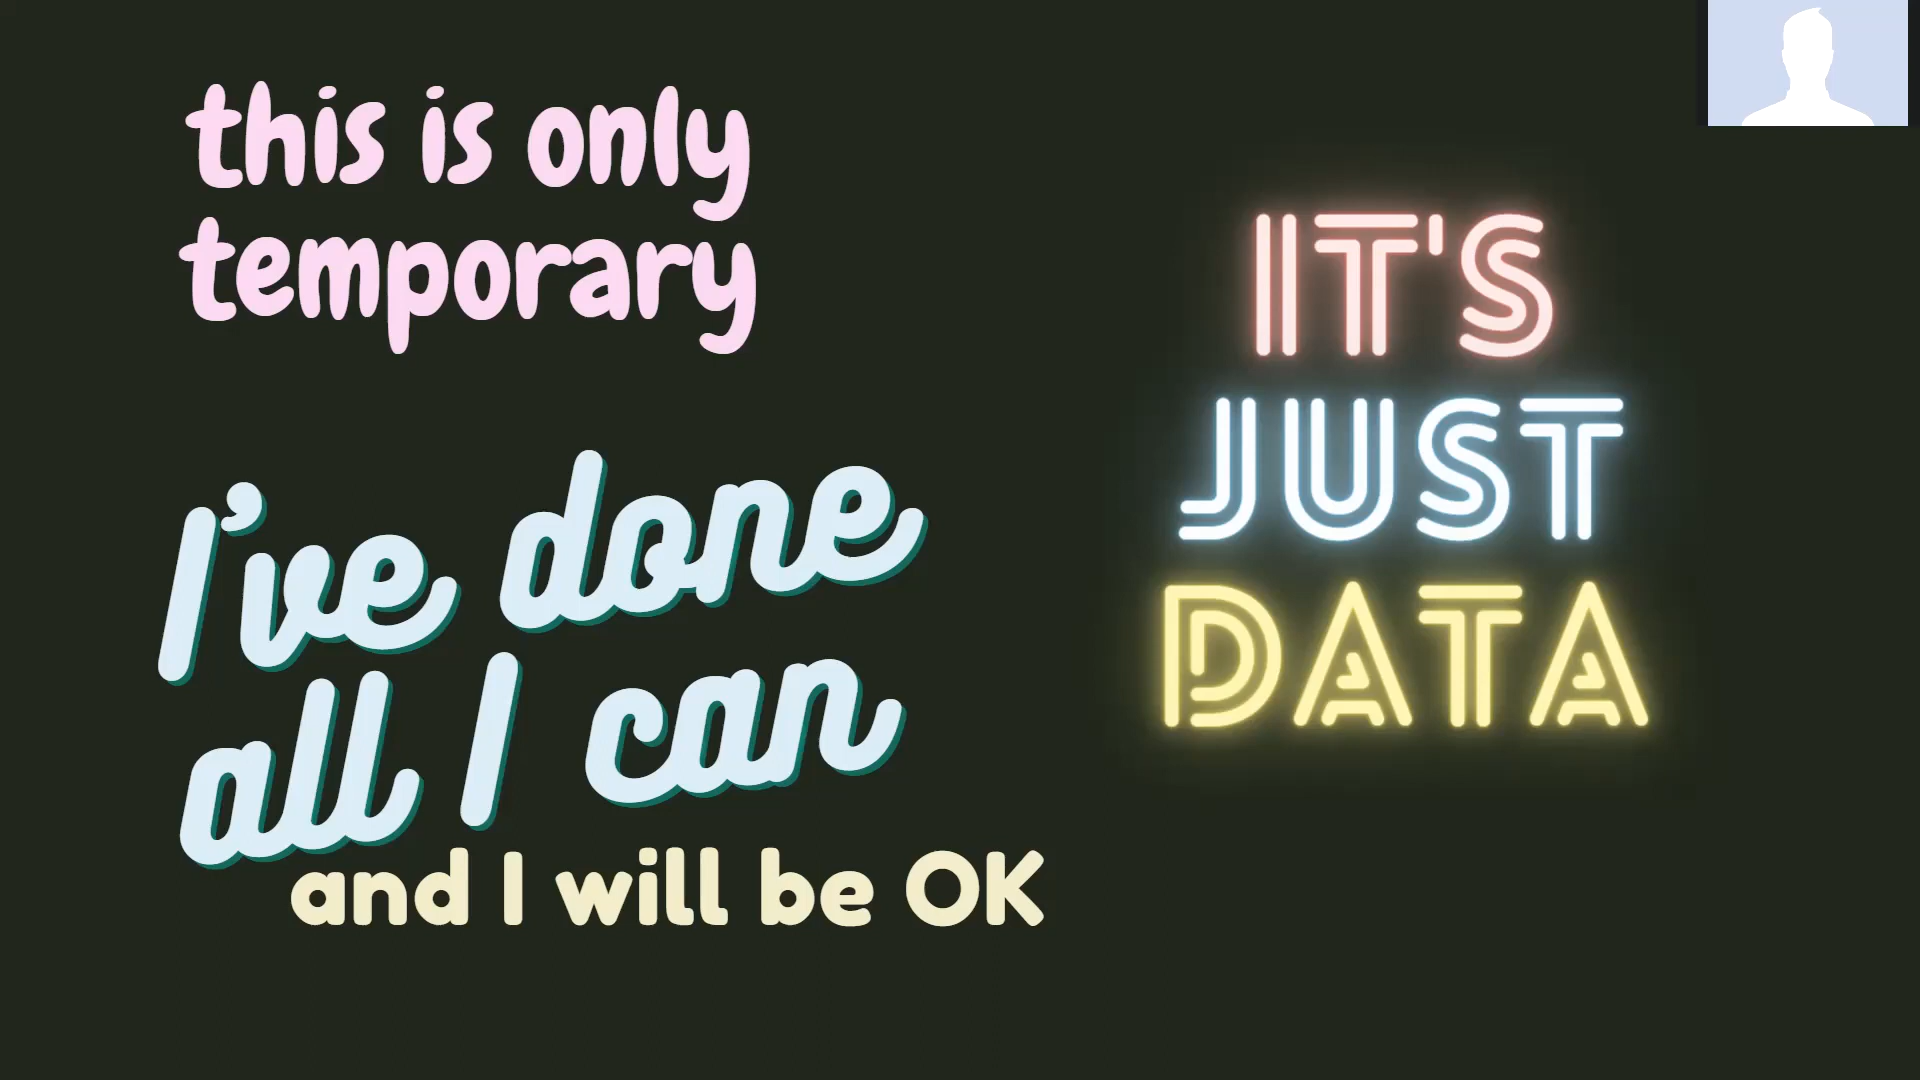 this is only
temporary
I've done
all I can
and I will be OK
IT'S
JUST
DATA